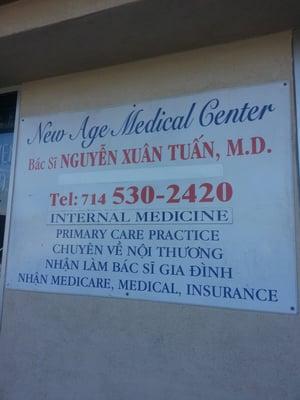 New Age Medical Center
Bác Sĩ NGUYỄN XUÂN TUẤN, M.D.
Tel: 714 530-2420
INTERNAL MEDICINE
PRIMARY CARE PRACTICE
CHUYÊN VỀ NỘI THƯƠNG
NHẬN LÀM BÁC SĨ GIA ĐÌNH
NHẬN MEDICARE, MEDICAL, INSURANCE